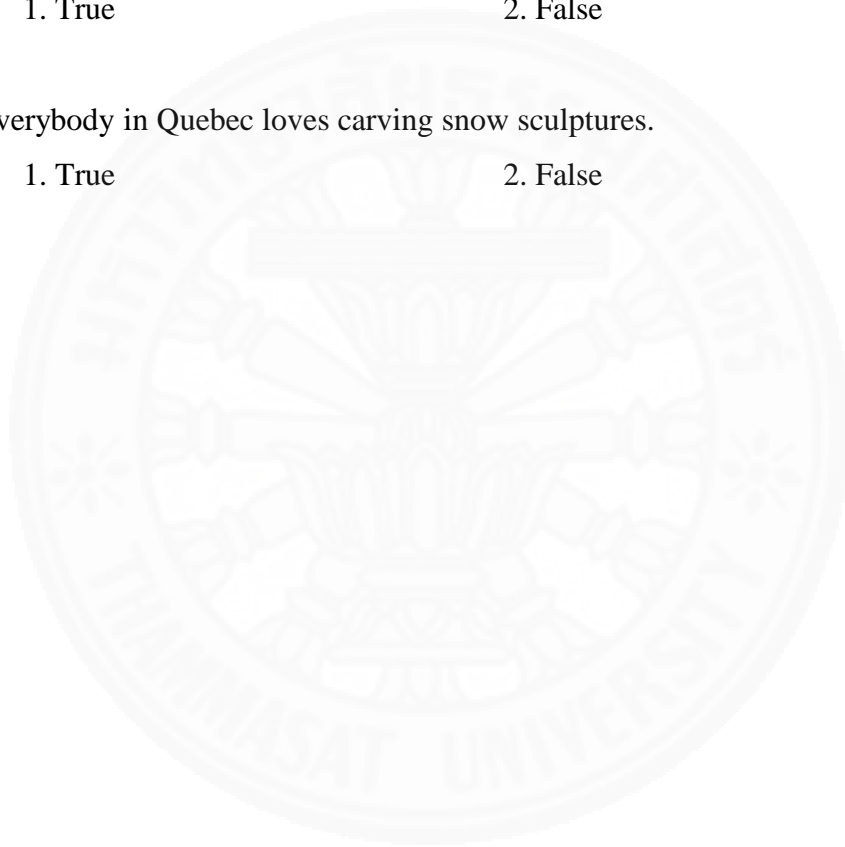 1. True 2. False
verybody in Quebec loves carving snow sculptures.
1. True 2. False
THAMMASAT UNIVERSITY